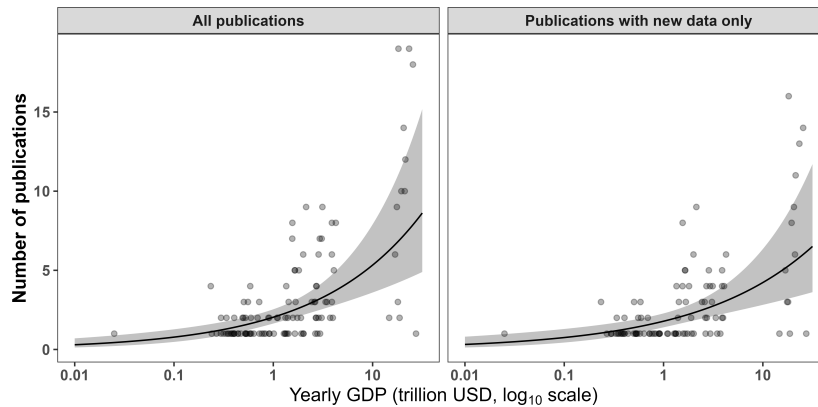 All publications Publications with new data only
Number of publications
15
10
5
0
0.01 0.1 1 10 0.01 0.1 1 10
Yearly GDP (trillion USD, log₁₀ scale)